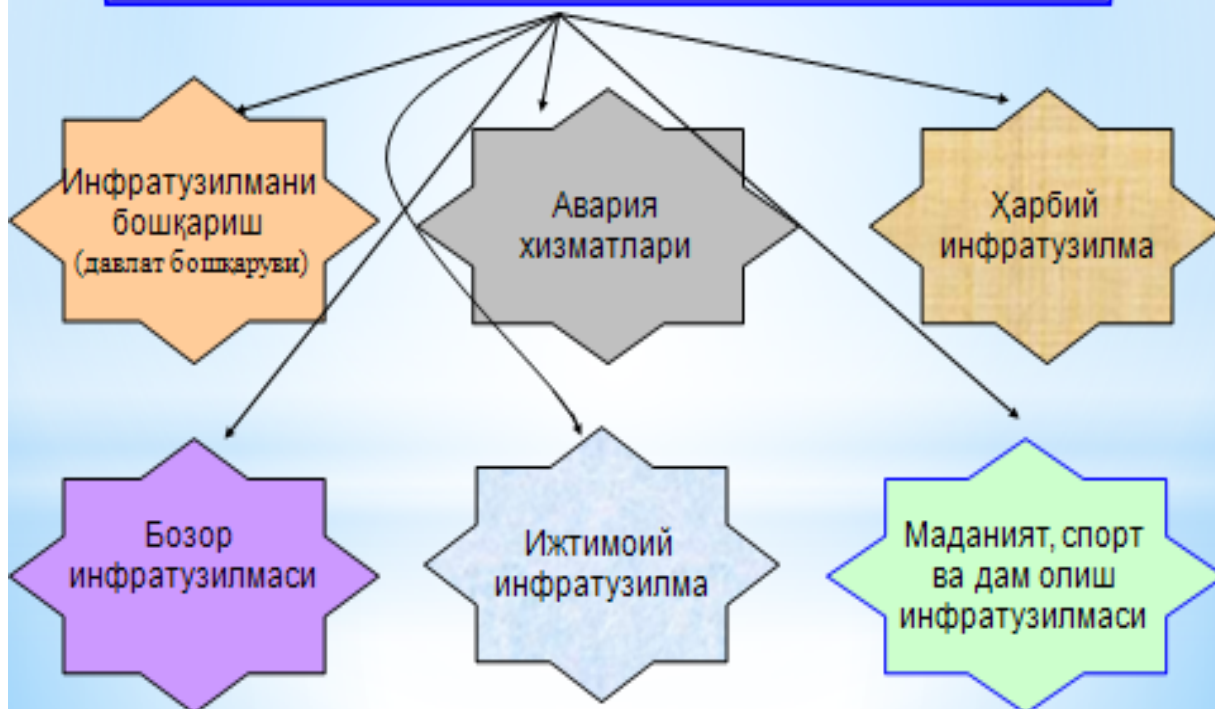 Инфратузилмани
бошқариш
(давлат бошқаруви)
Авария
хизматлари
Ҳарбий
инфратузилма
Бозор
инфратузилмаси
Ижтимоий
инфратузилма
Маданият, спорт
ва дам олиш
инфратузилмаси